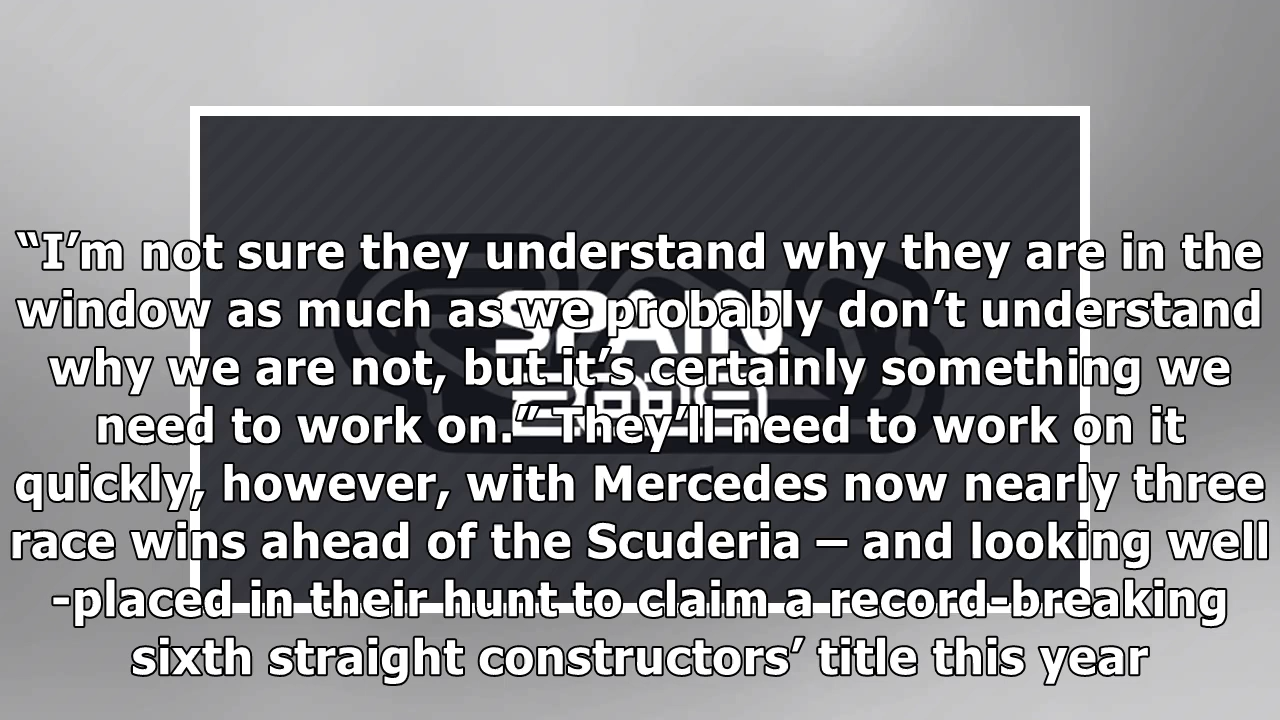 “I’m not sure they understand why they are in the
window as much as we probably don’t understand
why we are not, but it’s certainly something we
need to work on.” They’ll need to work on it
quickly, however, with Mercedes now nearly three
race wins ahead of the Scuderia – and looking well
-placed in their hunt to claim a record-breaking
sixth straight constructors’ title this year
SPAIN